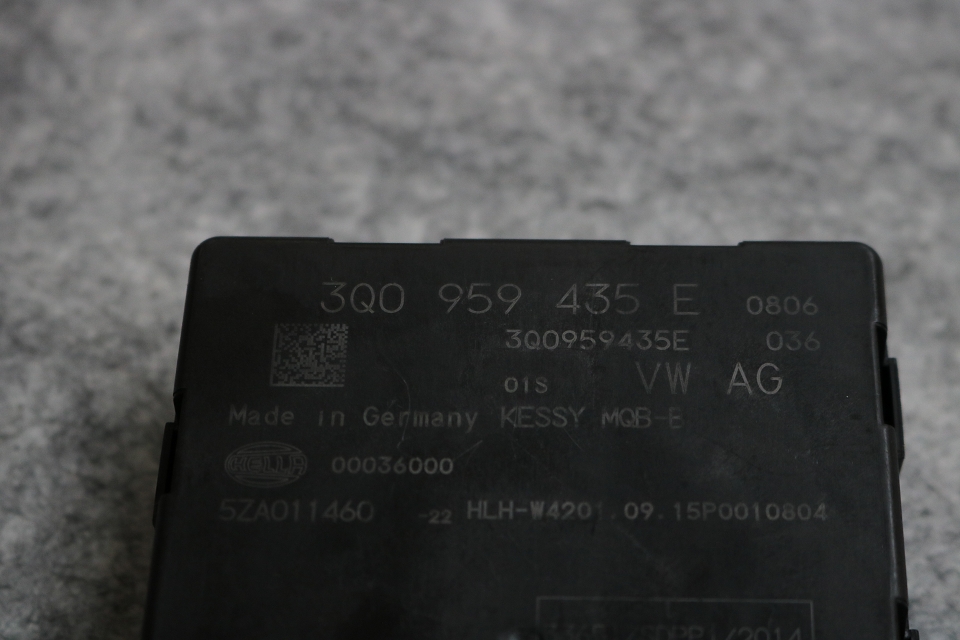 3Q0 959 435 E 0806
3Q0959435E 036
01S VW AG
Made in Germany KESSY MQB-B
HELLA 00036000
5ZA011460 -22 HLH-W4201.09.15P0010804